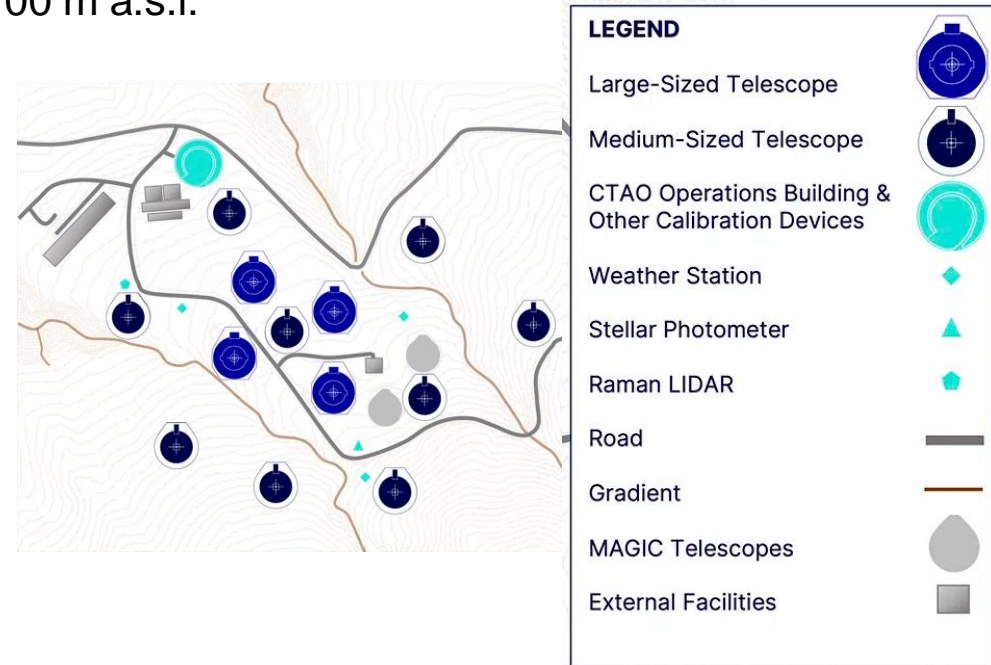 00 m a.s.l.
LEGEND
Large-Sized Telescope
Medium-Sized Telescope
CTAO Operations Building &
Other Calibration Devices
Weather Station
Stellar Photometer
Raman LIDAR
Road
Gradient
MAGIC Telescopes
External Facilities